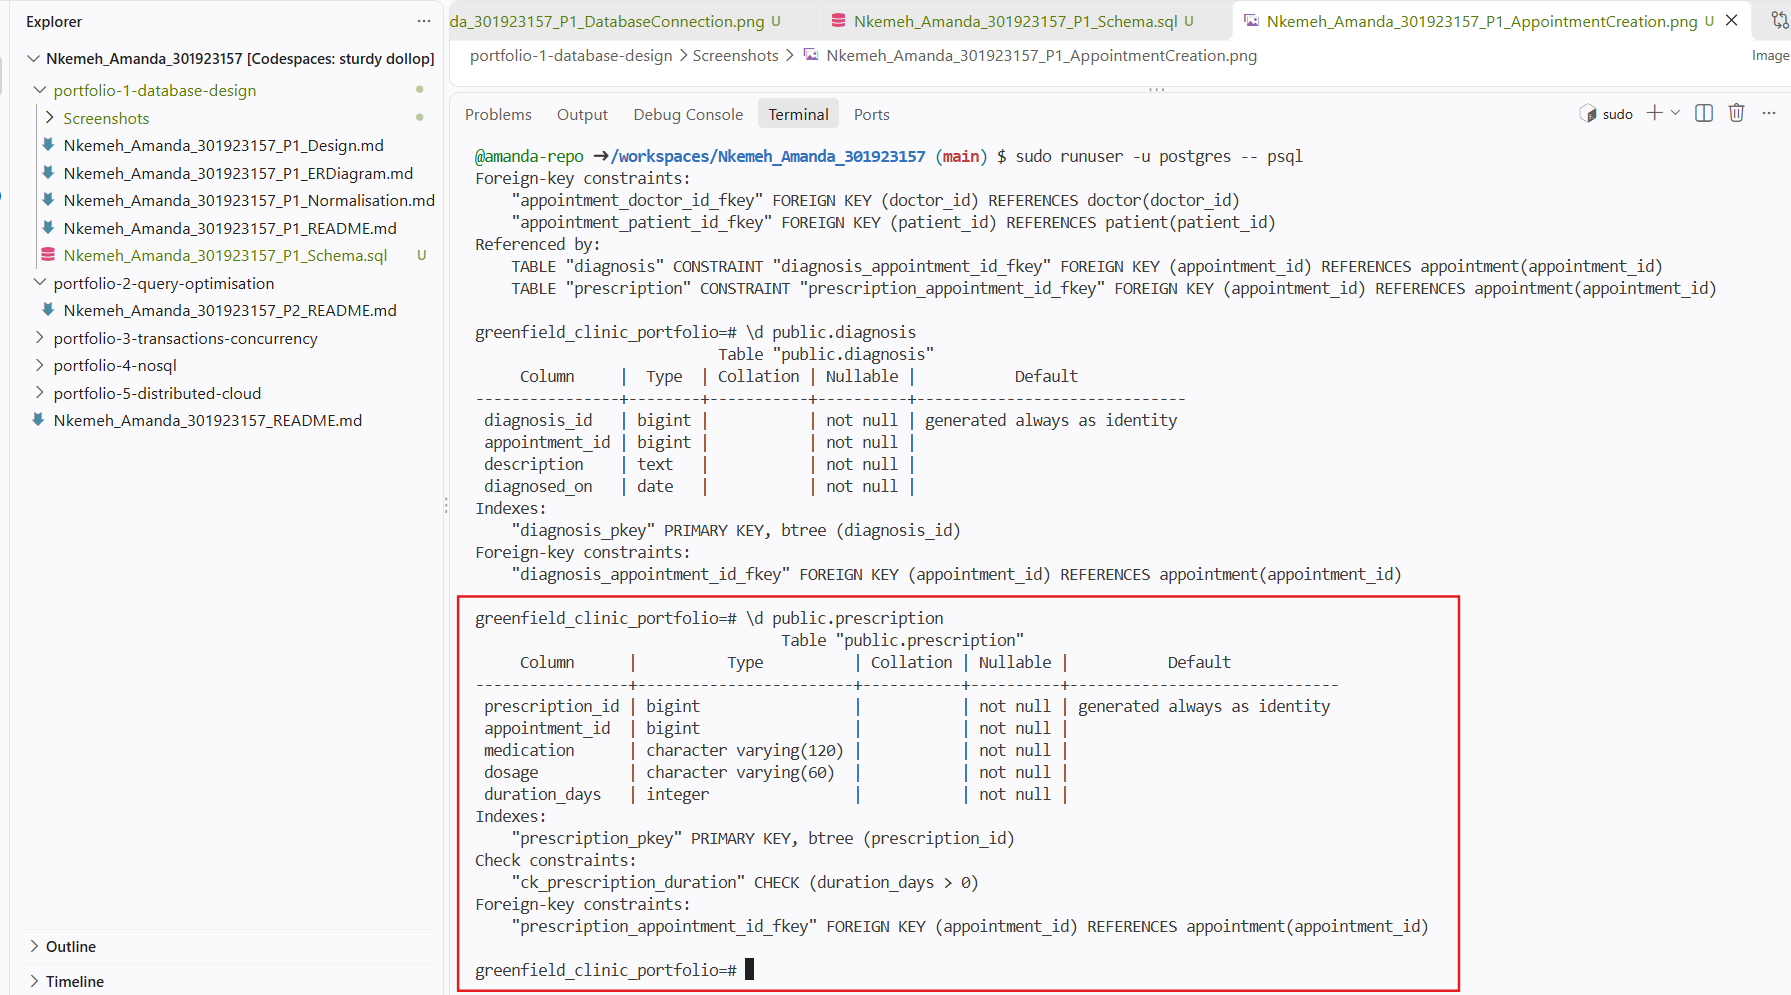 Explorer
Nkemeh_Amanda_301923157 [Codespaces: sturdy dollop]
portfolio-1-database-design
Screenshots
Nkemeh_Amanda_301923157_P1_Design.md
Nkemeh_Amanda_301923157_P1_ERDiagram.md
Nkemeh_Amanda_301923157_P1_Normalisation.md
Nkemeh_Amanda_301923157_P1_README.md
Nkemeh_Amanda_301923157_P1_Schema.sql U
portfolio-2-query-optimisation
Nkemeh_Amanda_301923157_P2_README.md
portfolio-3-transactions-concurrency
portfolio-4-nosql
portfolio-5-distributed-cloud
Nkemeh_Amanda_301923157_README.md
Outline
Timeline
da_301923157_P1_DatabaseConnection.png U
Nkemeh_Amanda_301923157_P1_Schema.sql U
Nkemeh_Amanda_301923157_P1_AppointmentCreation.png U
portfolio-1-database-design > Screenshots > Nkemeh_Amanda_301923157_P1_AppointmentCreation.png
Image
Problems Output Debug Console Terminal Ports
sudo
@amanda-repo →/workspaces/Nkemeh_Amanda_301923157 (main) $ sudo runuser -u postgres -- psql
Foreign-key constraints:
"appointment_doctor_id_fkey" FOREIGN KEY (doctor_id) REFERENCES doctor(doctor_id)
"appointment_patient_id_fkey" FOREIGN KEY (patient_id) REFERENCES patient(patient_id)
Referenced by:
TABLE "diagnosis" CONSTRAINT "diagnosis_appointment_id_fkey" FOREIGN KEY (appointment_id) REFERENCES appointment(appointment_id)
TABLE "prescription" CONSTRAINT "prescription_appointment_id_fkey" FOREIGN KEY (appointment_id) REFERENCES appointment(appointment_id)
greenfield_clinic_portfolio=# \d public.diagnosis
Table "public.diagnosis"
Column | Type | Collation | Nullable | Default
----------------+--------+-----------+----------+------------------------------
diagnosis_id | bigint | | not null | generated always as identity
appointment_id | bigint | | not null |
description | text | | not null |
diagnosed_on | date | | not null |
Indexes:
"diagnosis_pkey" PRIMARY KEY, btree (diagnosis_id)
Foreign-key constraints:
"diagnosis_appointment_id_fkey" FOREIGN KEY (appointment_id) REFERENCES appointment(appointment_id)
greenfield_clinic_portfolio=# \d public.prescription
Table "public.prescription"
Column | Type | Collation | Nullable | Default
-----------------+------------------------+-----------+----------+------------------------------
prescription_id | bigint | | not null | generated always as identity
appointment_id | bigint | | not null |
medication | character varying(120) | | not null |
dosage | character varying(60) | | not null |
duration_days | integer | | not null |
Indexes:
"prescription_pkey" PRIMARY KEY, btree (prescription_id)
Check constraints:
"ck_prescription_duration" CHECK (duration_days > 0)
Foreign-key constraints:
"prescription_appointment_id_fkey" FOREIGN KEY (appointment_id) REFERENCES appointment(appointment_id)
greenfield_clinic_portfolio=#